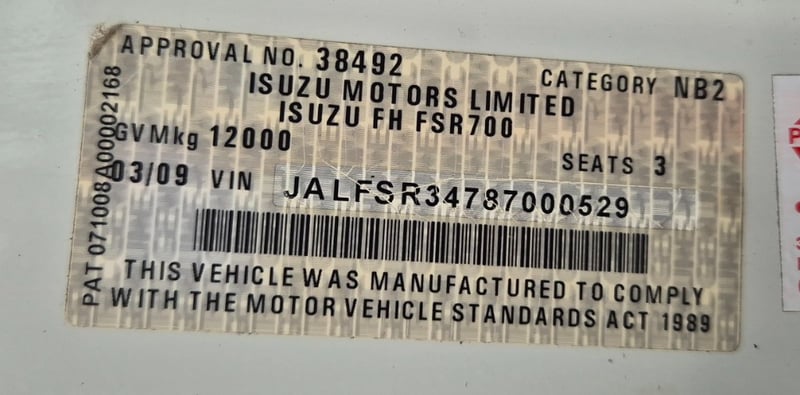 APPROVAL NO. 38492 CATEGORY NB2
ISUZU MOTORS LIMITED
ISUZU FH FSR700
GVMkg 12000
SEATS 3
03/09 VIN JALFSR34787000529
THIS VEHICLE WAS MANUFACTURED TO COMPLY
WITH THE MOTOR VEHICLE STANDARDS ACT 1989
PAT 071008A00002168